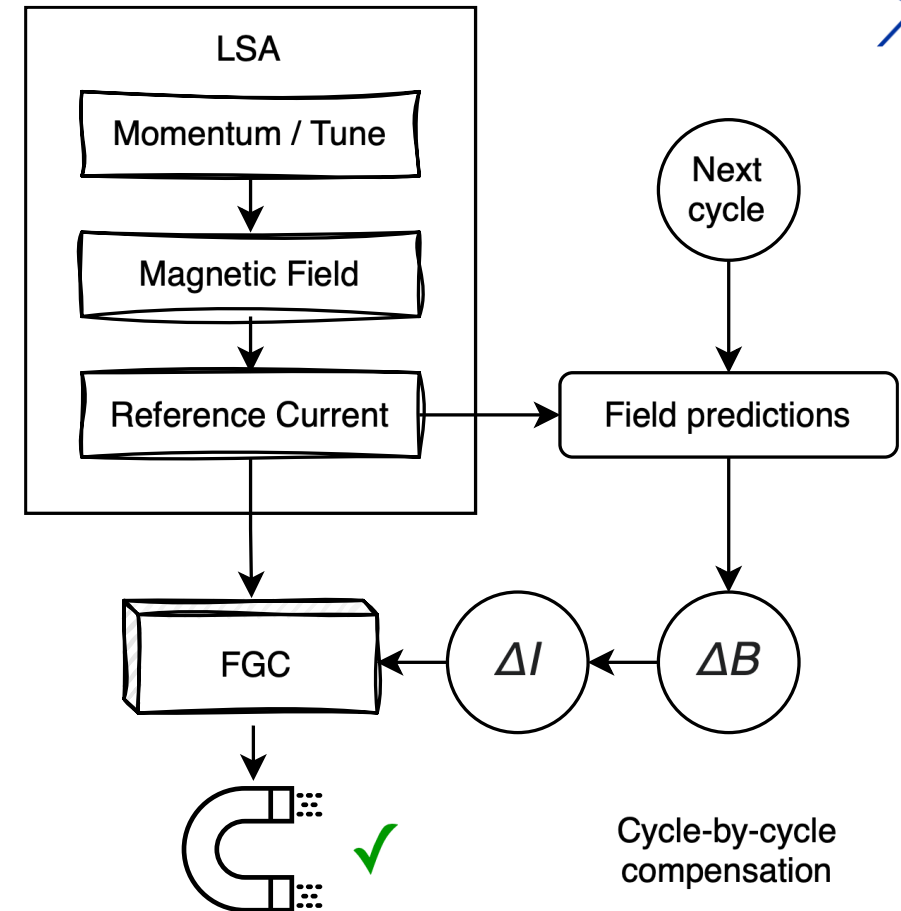 LSA
Momentum / Tune
Next
cycle
Magnetic Field
Reference Current
Field predictions
FGC
ΔI
ΔB
Cycle-by-cycle
compensation